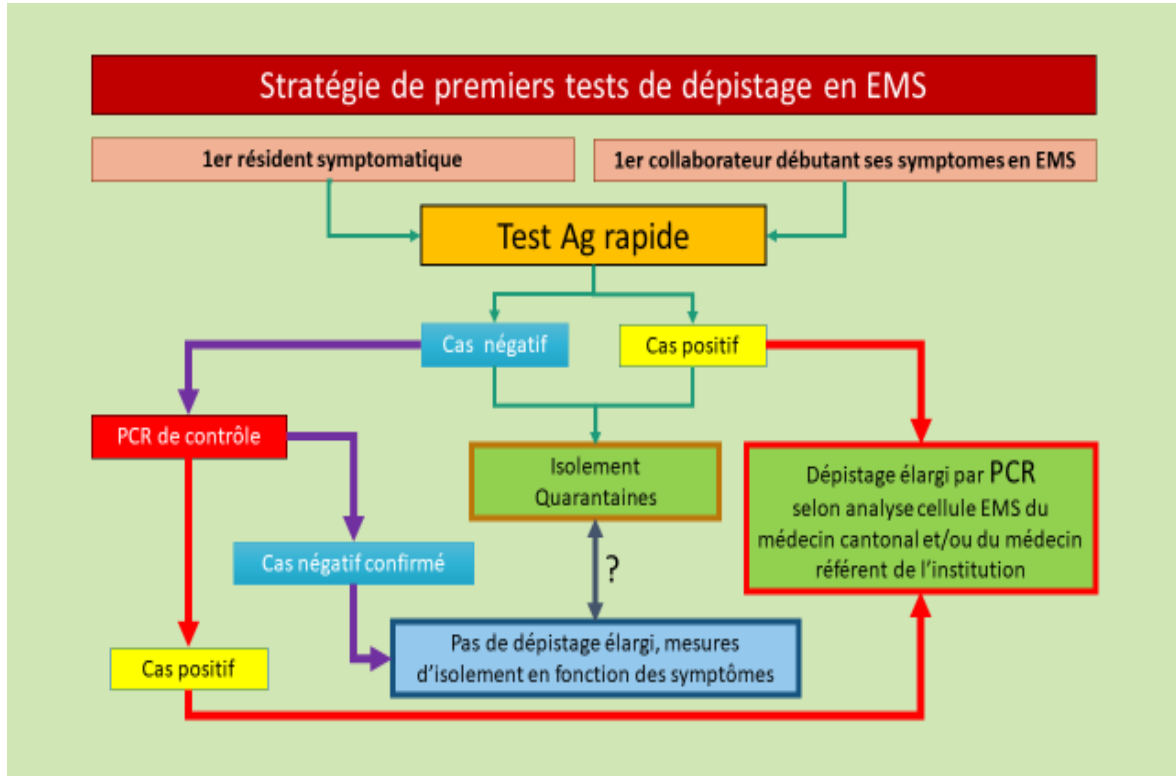 Stratégie de premiers tests de dépistage en EMS
1er résident symptomatique
1er collaborateur débutant ses symptomes en EMS
Test Ag rapide
Cas négatif
Cas positif
PCR de contrôle
Isolement
Quarantaines
Dépistage élargi par PCR
selon analyse cellule EMS du
médecin cantonal et/ou du médecin
référent de l'institution
Cas négatif confirmé
?
Pas de dépistage élargi, mesures
d'isolement en fonction des symptômes
Cas positif